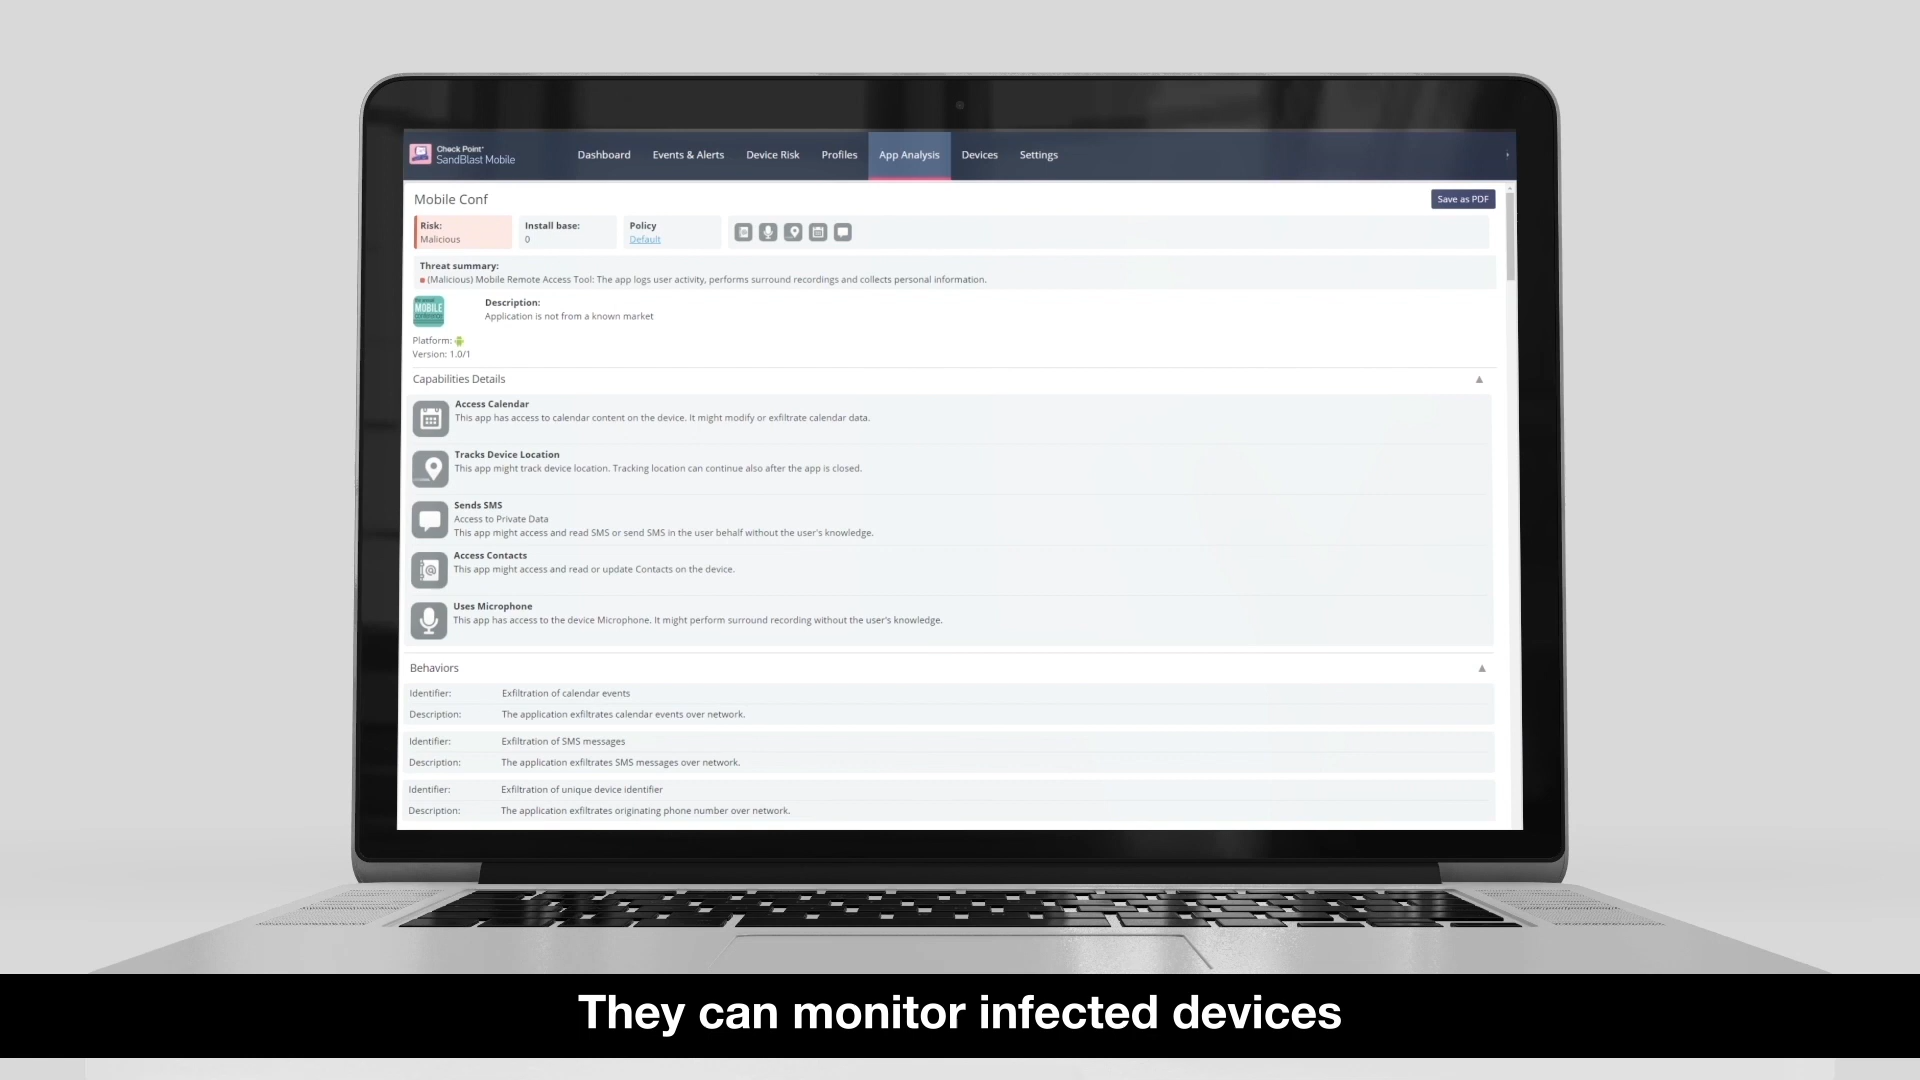 Check Point
SandBlast Mobile
Dashboard
Events & Alerts
Device Risk
Profiles
App Analysis
Devices
Settings
Mobile Conf
Save as PDF
Risk:
Malicious
Install base:
0
Policy
Default
Threat summary:
(Malicious) Mobile Remote Access Tool: The app logs user activity, performs surround recordings and collects personal information.
MOBILE
Description:
Application is not from a known market
Platform:
Version: 1.0/1
Capabilities Details
Access Calendar
This app has access to calendar content on the device. It might modify or exfiltrate calendar data.
Tracks Device Location
This app might track device location. Tracking location can continue also after the app is closed.
Sends SMS
Access to Private Data
This app might access and read SMS or send SMS in the user behalf without the user's knowledge.
Access Contacts
This app might access and read or update Contacts on the device.
Uses Microphone
This app has access to the device Microphone. It might perform surround recording without the user's knowledge.
Behaviors
Identifier: Exfiltration of calendar events
Description: The application exfiltrates calendar events over network.
Identifier: Exfiltration of SMS messages
Description: The application exfiltrates SMS messages over network.
Identifier: Exfiltration of unique device identifier
Description: The application exfiltrates originating phone number over network.
They can monitor infected devices